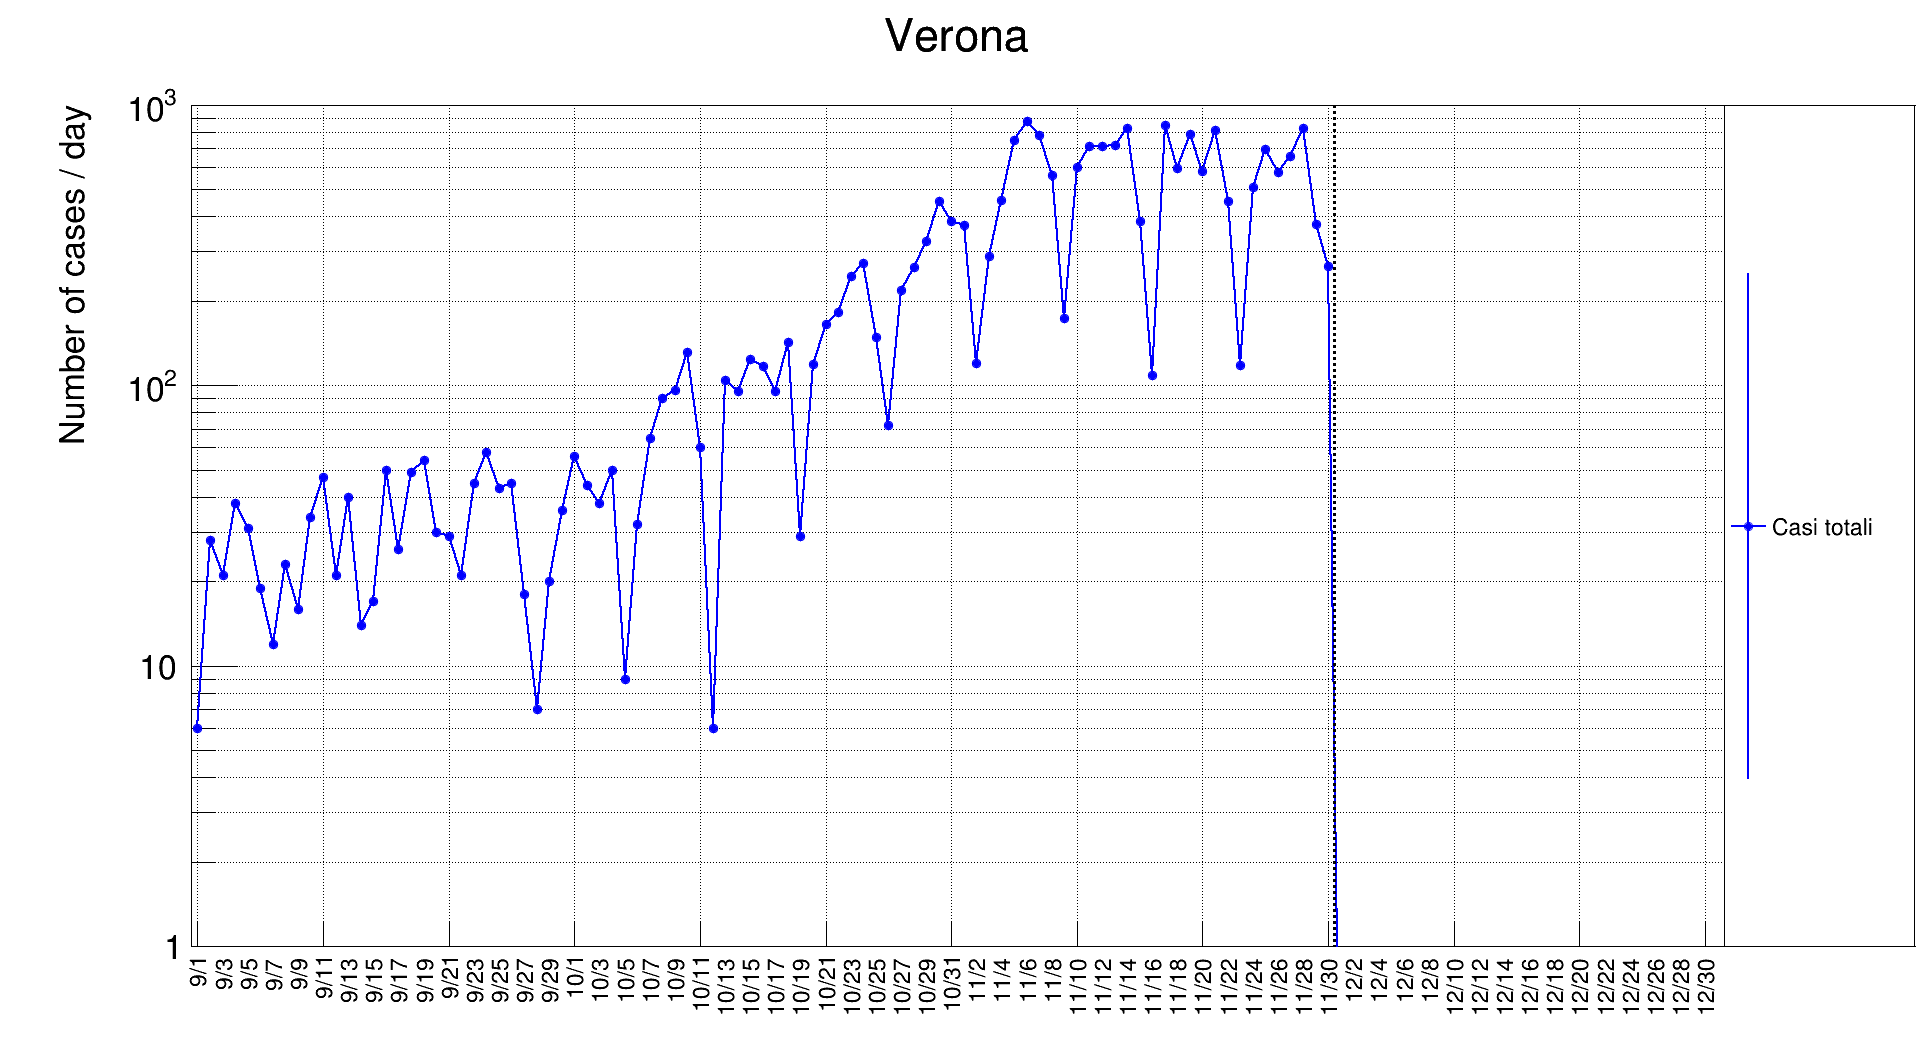 Verona
Number of cases / day
10³
10²
10
1
9/1 9/3 9/5 9/7 9/9 9/11 9/13 9/15 9/17 9/19 9/21 9/23 9/25 9/27 9/29 10/1 10/3 10/5 10/7 10/9 10/11 10/13 10/15 10/17 10/19 10/21 10/23 10/25 10/27 10/29 10/31 11/2 11/4 11/6 11/8 11/10 11/12 11/14 11/16 11/18 11/20 11/22 11/24 11/26 11/28 11/30 12/2 12/4 12/6 12/8 12/10 12/12 12/14 12/16 12/18 12/20 12/22 12/24 12/26 12/28 12/30
Casi totali